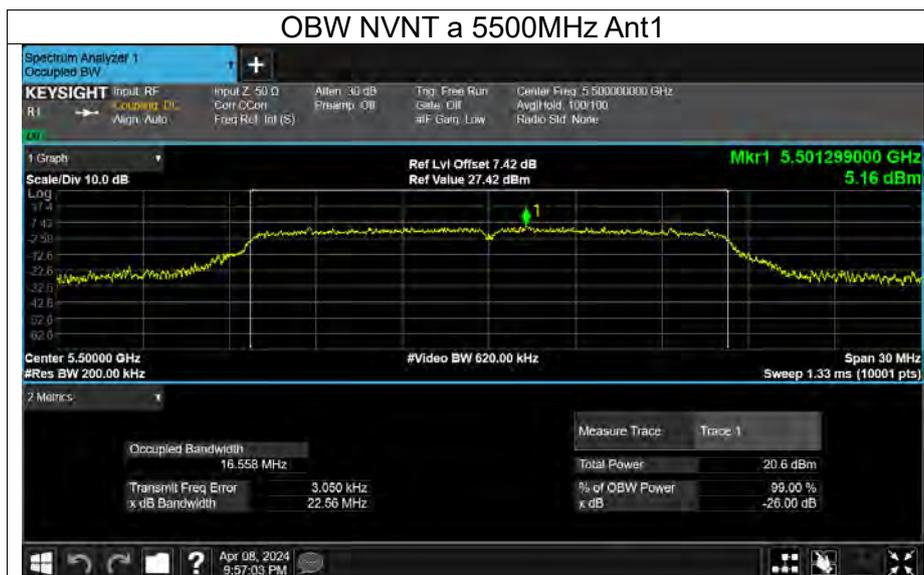 OBW NVNT a 5500MHz Ant1
Spectrum Analyzer 1
Occupied BW
KEYSIGHT Input: RF Input Z: 50 Ω Atten: 30 dB Trig: Free Run Center Freq: 5.500000000 GHz
Coupling: DC Corr CCorr Preamp: Off Gate: Off Avg|Hold: 100/100
Align: Auto Freq Ref: Int (S) #IF Gain: Low Radio Std: None
1 Graph
Ref Lvl Offset 7.42 dB
Mkr1 5.501299000 GHz
Scale/Div 10.0 dB
Ref Value 27.42 dBm
5.16 dBm
Log
17.4
7.42
-2.58
-12.6
-22.6
-32.6
-42.6
-52.6
-62.6
1
Center 5.50000 GHz
#Video BW 620.00 kHz
Span 30 MHz
#Res BW 200.00 kHz
Sweep 1.33 ms (10001 pts)
2 Metrics
Measure Trace Trace 1
Occupied Bandwidth
16.558 MHz
Total Power 20.6 dBm
Transmit Freq Error 3.050 kHz
% of OBW Power 99.00 %
x dB Bandwidth 22.56 MHz
x dB -26.00 dB
Apr 08, 2024
9:57:03 PM